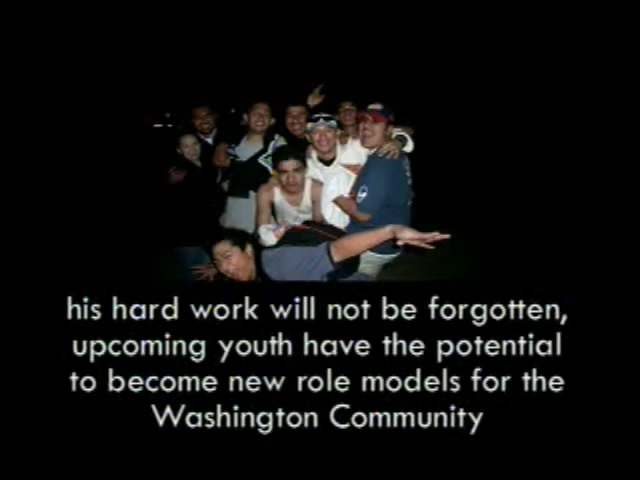 his hard work will not be forgotten,
upcoming youth have the potential
to become new role models for the
Washington Community